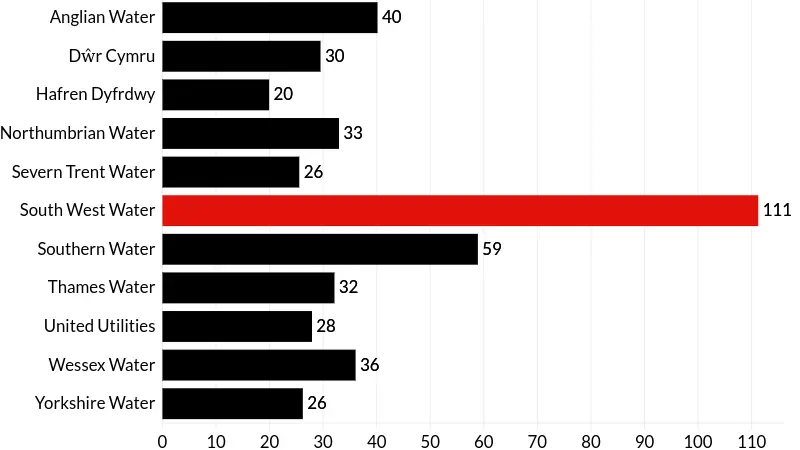 Anglian Water 40
Dŵr Cymru 30
Hafren Dyfrdwy 20
Northumbrian Water 33
Severn Trent Water 26
South West Water 111
Southern Water 59
Thames Water 32
United Utilities 28
Wessex Water 36
Yorkshire Water 26
0 10 20 30 40 50 60 70 80 90 100 110